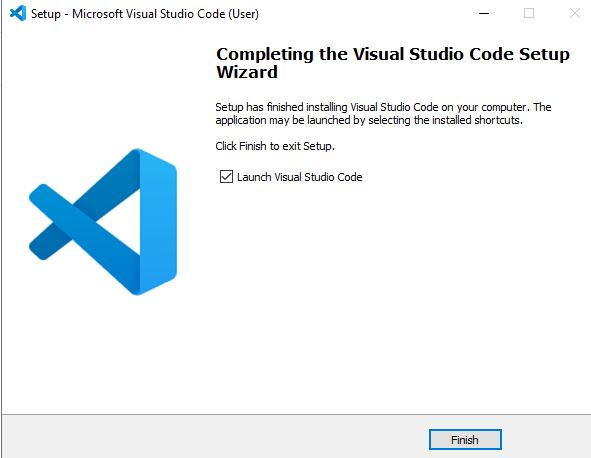 Setup - Microsoft Visual Studio Code (User)
Completing the Visual Studio Code Setup
Wizard
Setup has finished installing Visual Studio Code on your computer. The
application may be launched by selecting the installed shortcuts.
Click Finish to exit Setup.
Launch Visual Studio Code
Finish